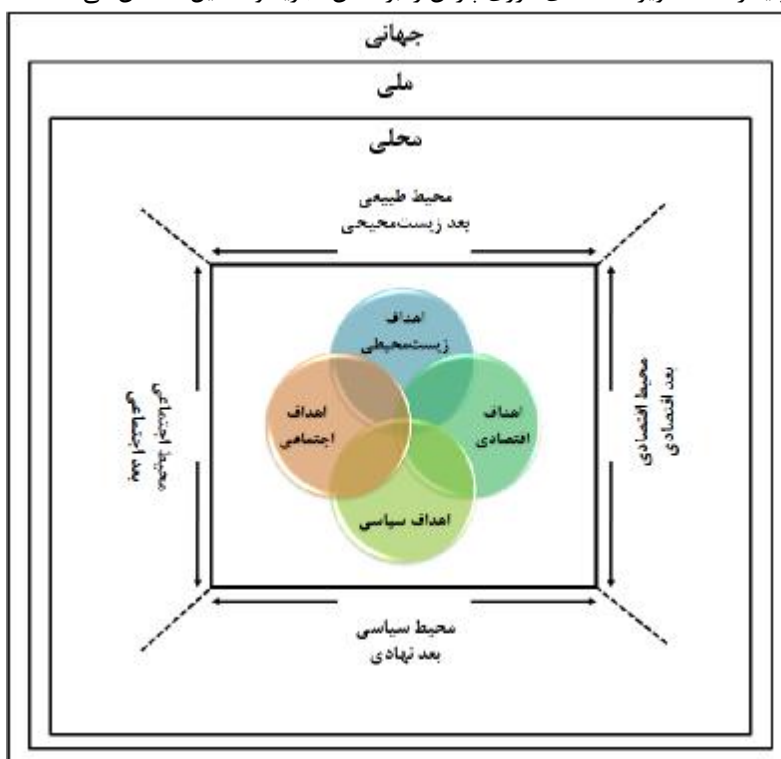 جهانی
ملی
محلی
محیط طبیعی
بعد زیست‌محیحی
اهداف
زیست‌محیطی
اهداف
اجتماعی
اهداف
اقتصادی
اهداف سیاسی
محیط اجتماعی
بعد اجتماعی
محیط اقتصادی
بعد اقتصادی
محیط سیاسی
بعد نهادی